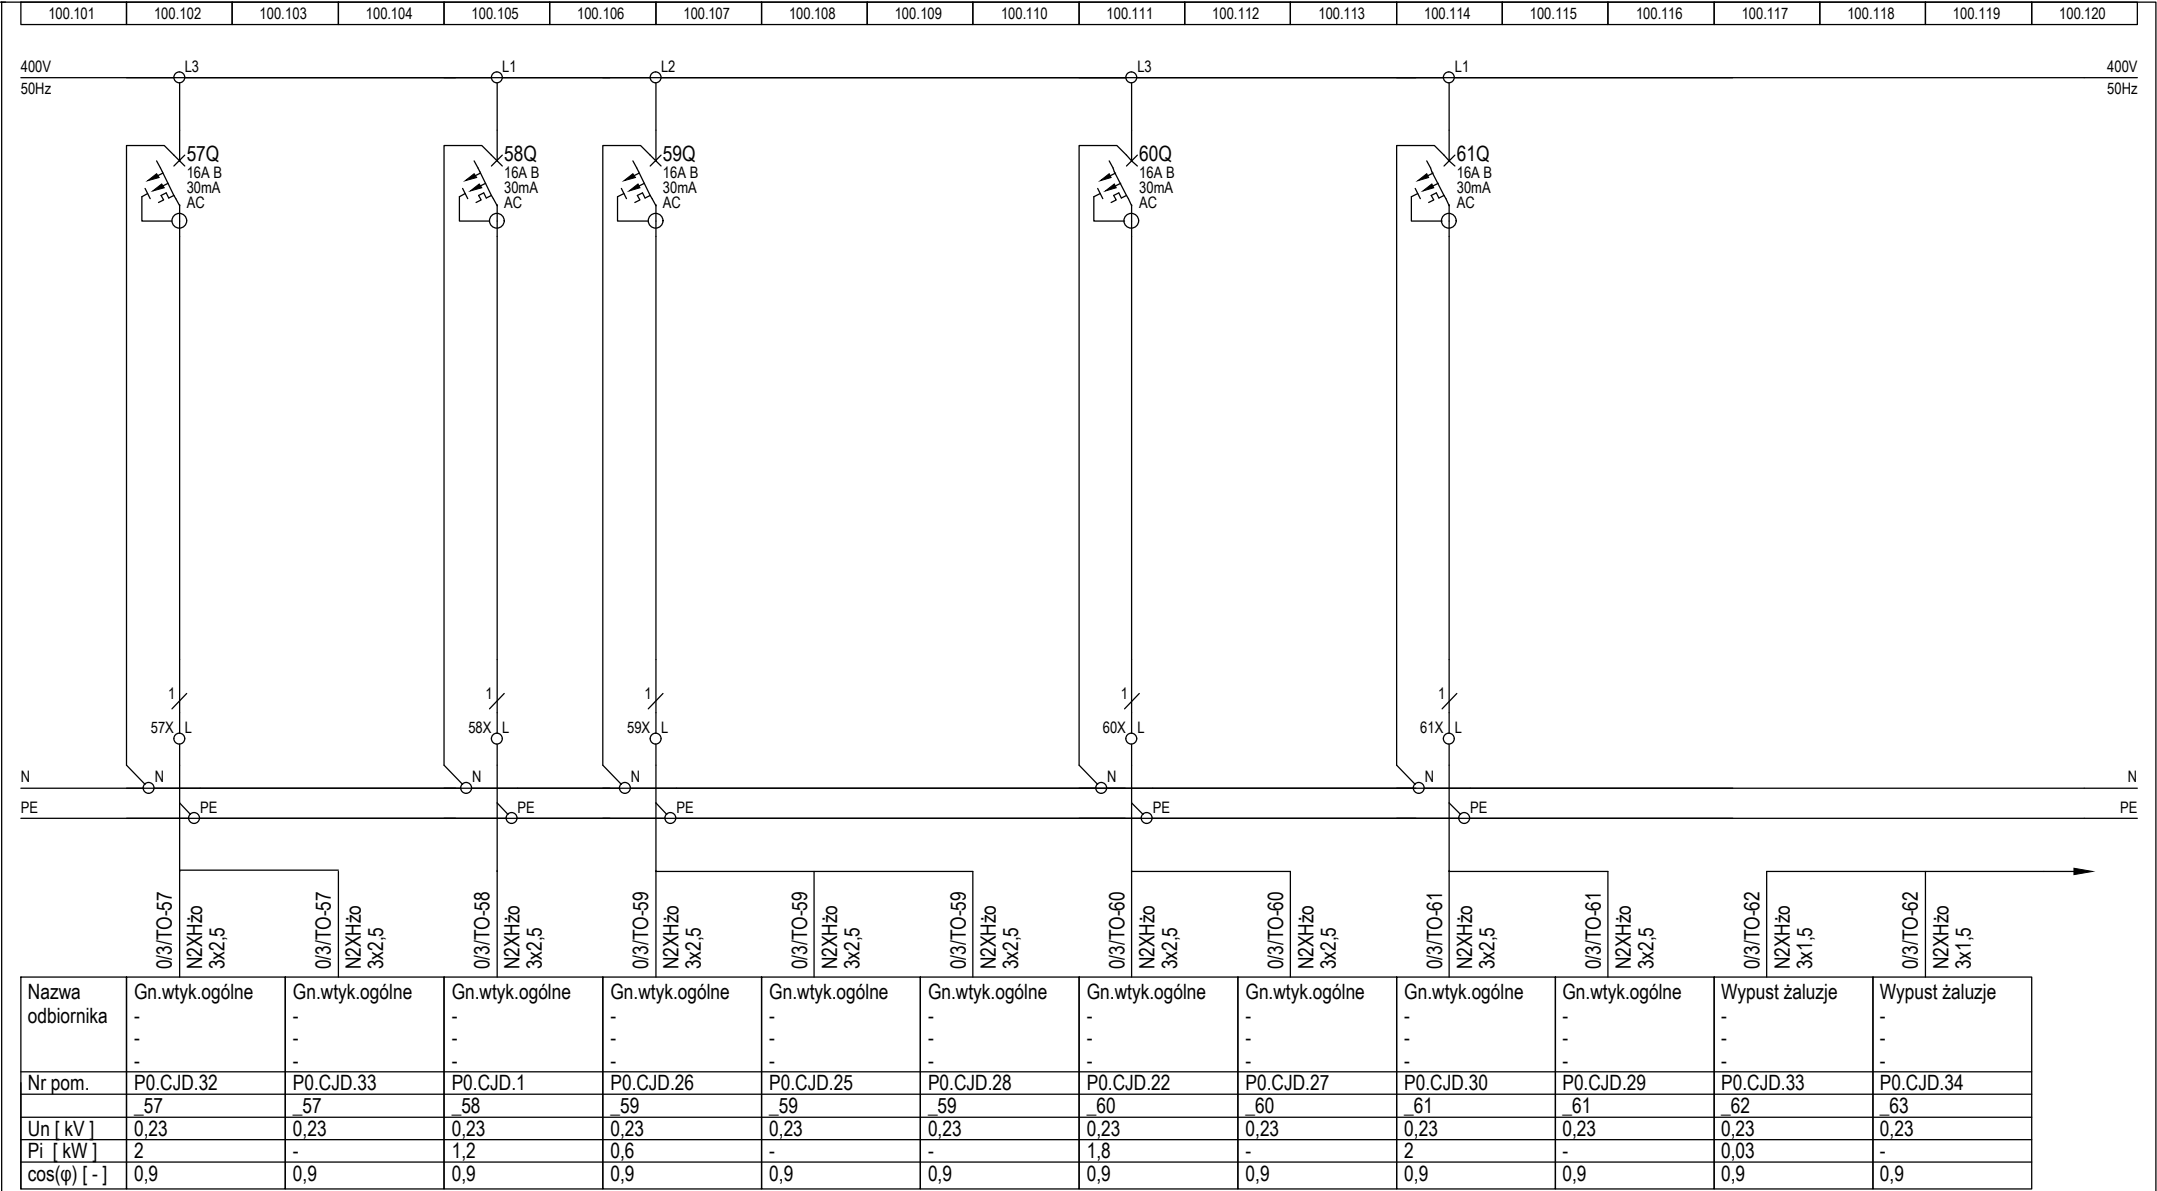 100.101 100.102 100.103 100.104 100.105 100.106 100.107 100.108 100.109 100.110 100.111 100.112 100.113 100.114 100.115 100.116 100.117 100.118 100.119 100.120
400V L3 L1 L2 L3 L1 400V
50Hz 50Hz
57Q 58Q 59Q 60Q 61Q
16A B 16A B 16A B 16A B 16A B
30mA 30mA 30mA 30mA 30mA
AC AC AC AC AC
1 1 1 1 1
57X L 58X L 59X L 60X L 61X L
N N N N N N N
PE PE PE PE PE PE PE
0/3/TO-57
N2XHżo
3x2,5
0/3/TO-57
N2XHżo
3x2,5
0/3/TO-58
N2XHżo
3x2,5
0/3/TO-59
N2XHżo
3x2,5
0/3/TO-59
N2XHżo
3x2,5
0/3/TO-59
N2XHżo
3x2,5
0/3/TO-60
N2XHżo
3x2,5
0/3/TO-60
N2XHżo
3x2,5
0/3/TO-61
N2XHżo
3x2,5
0/3/TO-61
N2XHżo
3x2,5
0/3/TO-62
N2XHżo
3x1,5
0/3/TO-62
N2XHżo
3x1,5
Nazwa Gn.wtyk.ogólne Gn.wtyk.ogólne Gn.wtyk.ogólne Gn.wtyk.ogólne Gn.wtyk.ogólne Gn.wtyk.ogólne Gn.wtyk.ogólne Gn.wtyk.ogólne Gn.wtyk.ogólne Gn.wtyk.ogólne Wypust żaluzje Wypust żaluzje
odbiornika - - - - - - - - - - - -
- - - - - - - - - - - -
- - - - - - - - - - - -
Nr pom. P0.CJD.32 P0.CJD.33 P0.CJD.1 P0.CJD.26 P0.CJD.25 P0.CJD.28 P0.CJD.22 P0.CJD.27 P0.CJD.30 P0.CJD.29 P0.CJD.33 P0.CJD.34
_57 _57 _58 _59 _59 _59 _60 _60 _61 _61 _62 _63
Un [ kV ] 0,23 0,23 0,23 0,23 0,23 0,23 0,23 0,23 0,23 0,23 0,23 0,23
Pi [ kW ] 2 - 1,2 0,6 - - 1,8 - 2 - 0,03 -
cos(φ) [ - ] 0,9 0,9 0,9 0,9 0,9 0,9 0,9 0,9 0,9 0,9 0,9 0,9